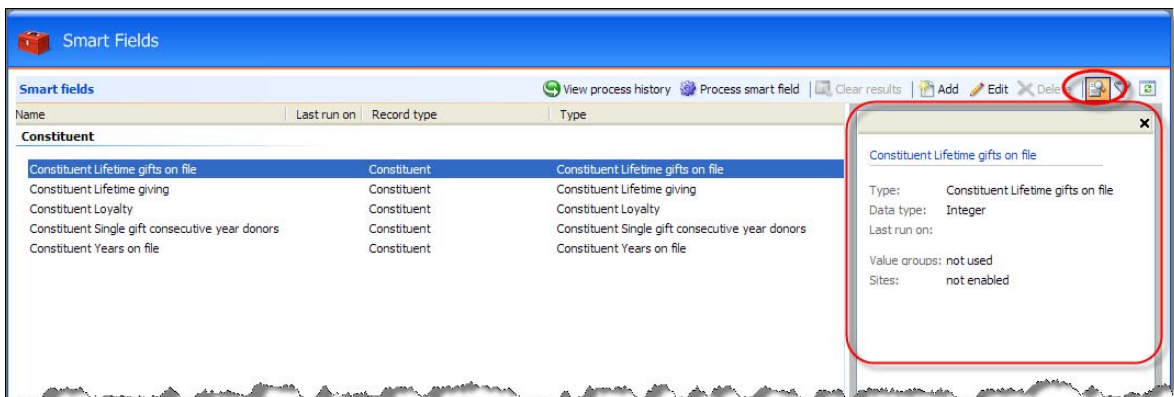 Smart Fields
Smart fields View process history Process smart field Clear results Add Edit Delete
Name Last run on Record type Type
Constituent
Constituent Lifetime gifts on file Constituent Constituent Lifetime gifts on file
Constituent Lifetime giving Constituent Constituent Lifetime giving
Constituent Loyalty Constituent Constituent Loyalty
Constituent Single gift consecutive year donors Constituent Constituent Single gift consecutive year donors
Constituent Years on file Constituent Constituent Years on file
Constituent Lifetime gifts on file
Type: Constituent Lifetime gifts on file
Data type: Integer
Last run on:
Value groups: not used
Sites: not enabled